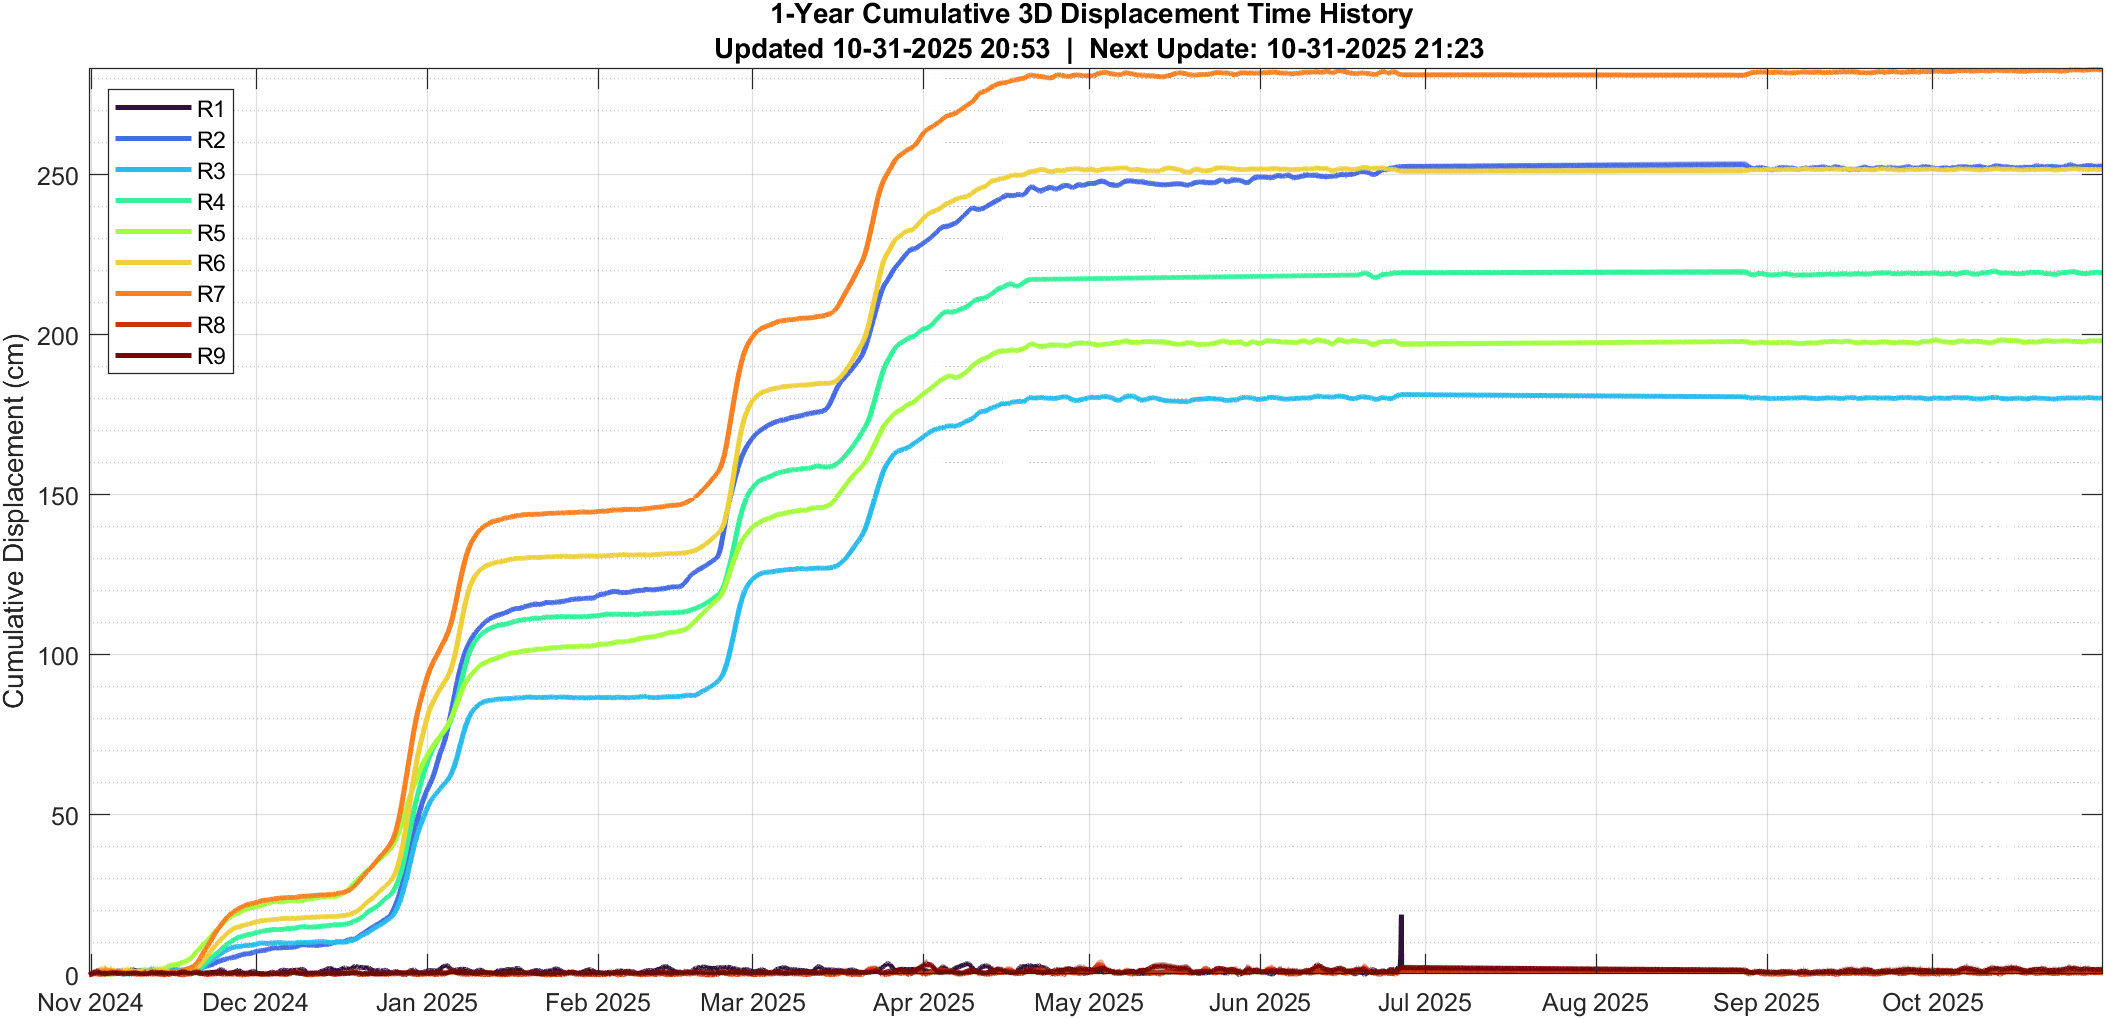 1-Year Cumulative 3D Displacement Time History
Updated 10-31-2025 20:53 | Next Update: 10-31-2025 21:23
R1
R2
R3
R4
R5
R6
R7
R8
R9
Cumulative Displacement (cm)
250
200
150
100
50
0
Nov 2024 Dec 2024 Jan 2025 Feb 2025 Mar 2025 Apr 2025 May 2025 Jun 2025 Jul 2025 Aug 2025 Sep 2025 Oct 2025